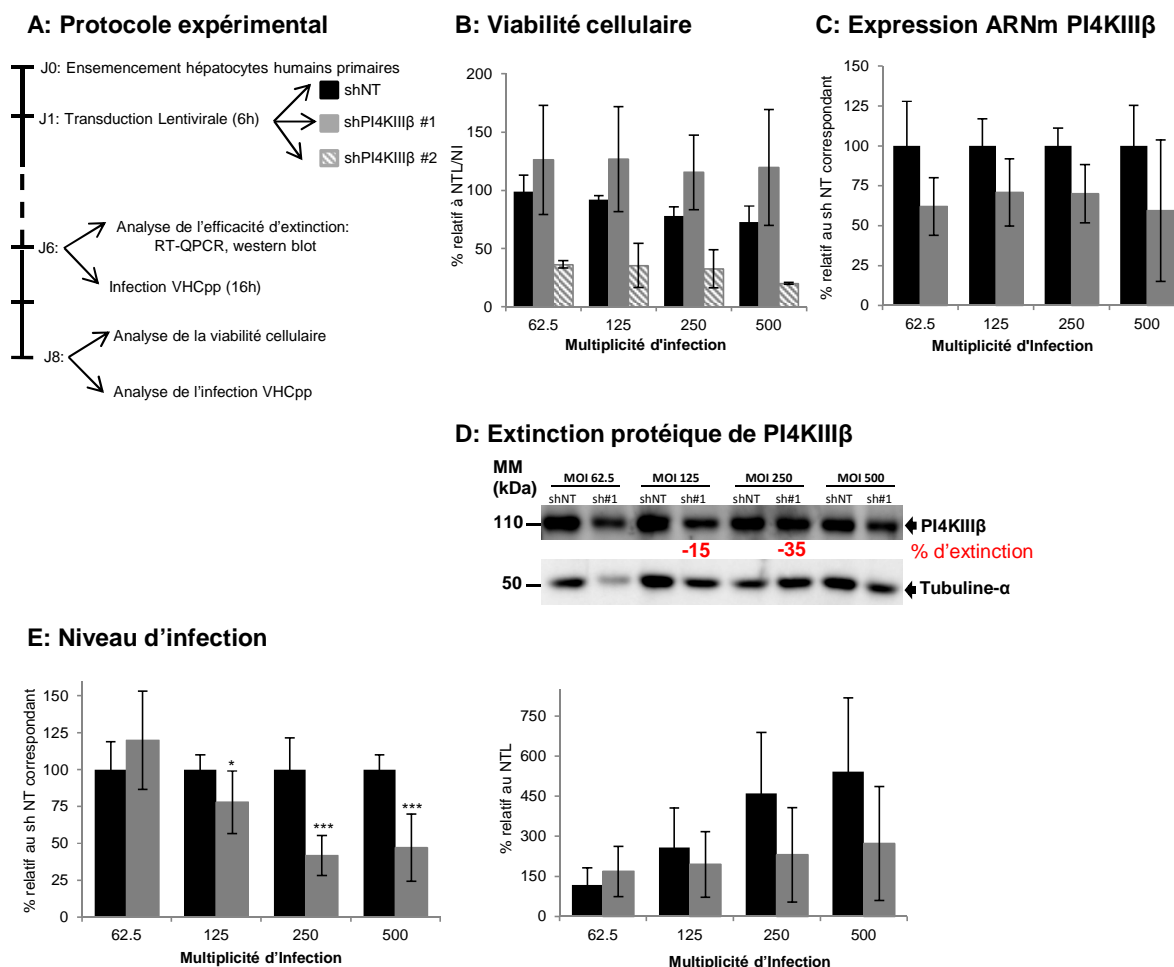 A: Protocole expérimental
J0: Ensemencement hépatocytes humains primaires
J1: Transduction Lentivirale (6h)
shNT
shPI4KIIIβ #1
shPI4KIIIβ #2
J6:
Analyse de l'efficacité d'extinction:
RT-QPCR, western blot
Infection VHCpp (16h)
J8:
Analyse de la viabilité cellulaire
Analyse de l'infection VHCpp
B: Viabilité cellulaire
% relatif à NTL/NI
200
150
100
50
0
62.5 125 250 500
Multiplicité d'infection
C: Expression ARNm PI4KIIIβ
% relatif au sh NT correspondant
150
125
100
75
50
25
0
62.5 125 250 500
Multiplicité d'Infection
D: Extinction protéique de PI4KIIIβ
MM
(kDa)
MOI 62.5 MOI 125 MOI 250 MOI 500
shNT sh#1 shNT sh#1 shNT sh#1 shNT sh#1
110 PI4KIIIβ
-15 -35 % d'extinction
50 Tubuline-α
E: Niveau d'infection
% relatif au sh NT correspondant
150
125
100
75
50
25
0
* *** ***
62.5 125 250 500
Multiplicité d'Infection
% relatif au NTL
750
600
450
300
150
0
62.5 125 250 500
Multiplicité d'Infection